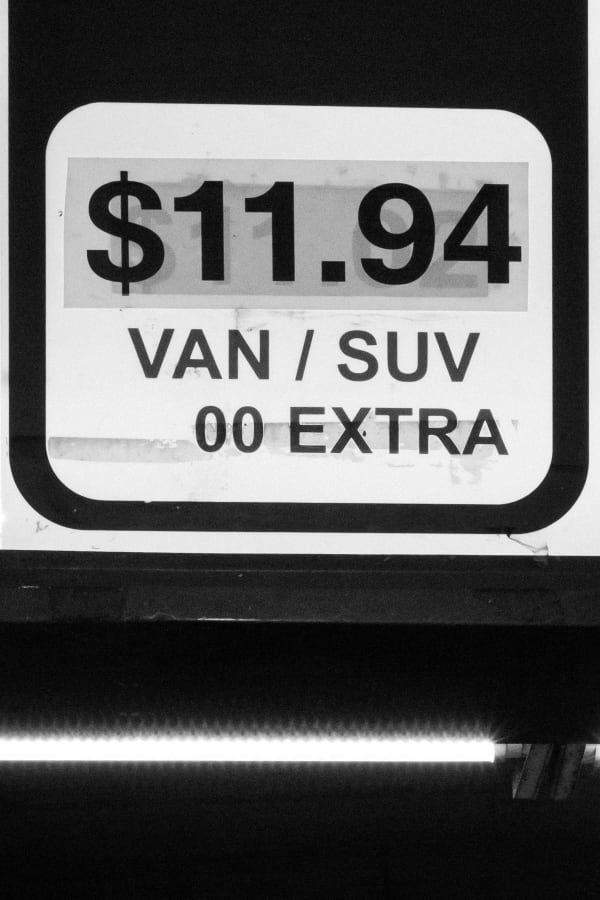 $11.94
VAN / SUV
00 EXTRA